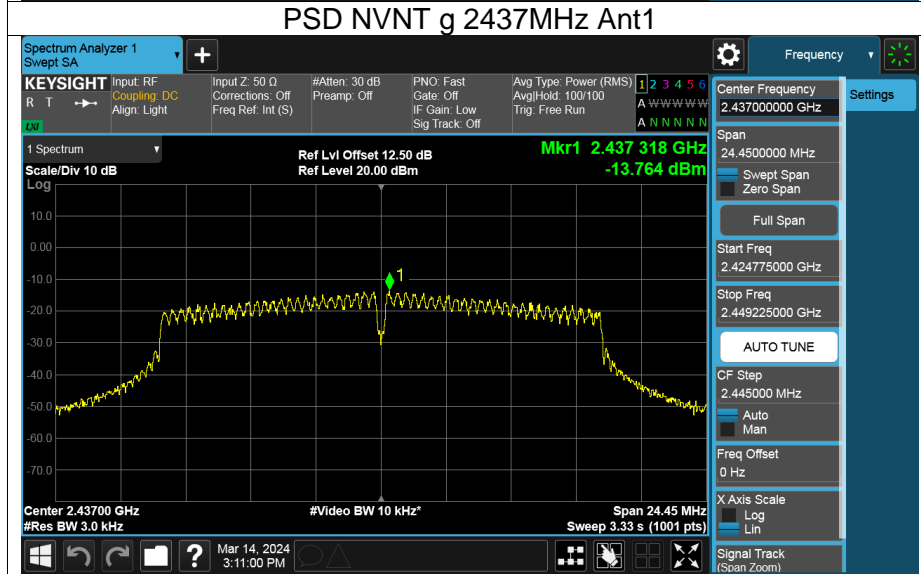 PSD NVNT g 2437MHz Ant1
Spectrum Analyzer 1
Swept SA
+
Frequency
KEYSIGHT
R T
LXI
Input: RF
Coupling: DC
Align: Light
Input Z: 50 Ω
Corrections: Off
Freq Ref: Int (S)
#Atten: 30 dB
Preamp: Off
PNO: Fast
Gate: Off
IF Gain: Low
Sig Track: Off
Avg Type: Power (RMS)
Avg|Hold: 100/100
Trig: Free Run
1 2 3 4 5 6
A W W W W W
A N N N N N
1 Spectrum
Scale/Div 10 dB
Log
Ref Lvl Offset 12.50 dB
Ref Level 20.00 dBm
Mkr1 2.437 318 GHz
-13.764 dBm
10.0
0.00
-10.0
-20.0
-30.0
-40.0
-50.0
-60.0
-70.0
1
Center 2.43700 GHz
#Res BW 3.0 kHz
#Video BW 10 kHz*
Span 24.45 MHz
Sweep 3.33 s (1001 pts)
Center Frequency
2.437000000 GHz
Settings
Span
24.4500000 MHz
Swept Span
Zero Span
Full Span
Start Freq
2.424775000 GHz
Stop Freq
2.449225000 GHz
AUTO TUNE
CF Step
2.445000 MHz
Auto
Man
Freq Offset
0 Hz
X Axis Scale
Log
Lin
Signal Track
(Span Zoom)
?
Mar 14, 2024
3:11:00 PM